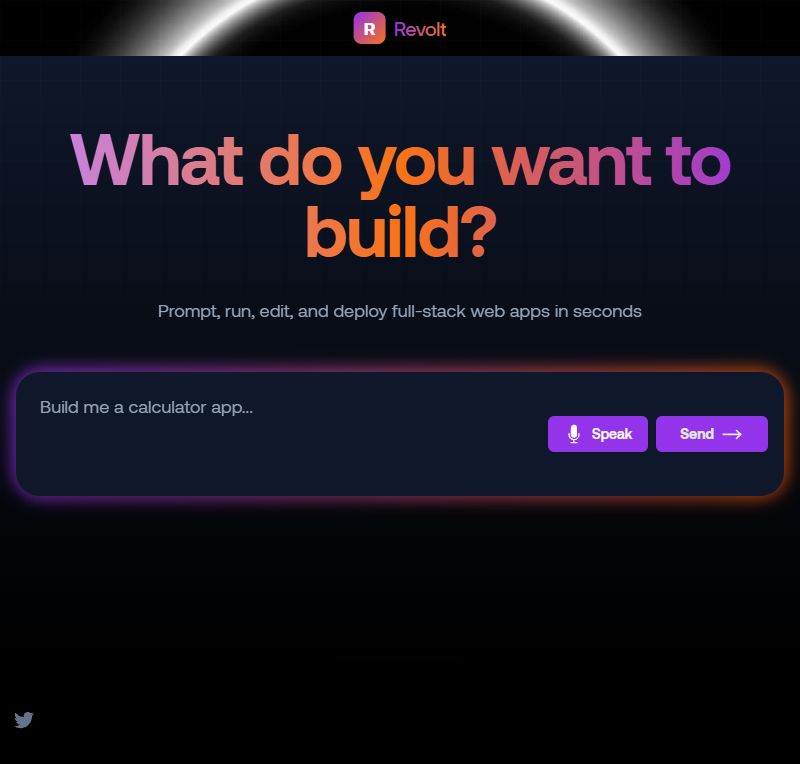 R Revolt
What do you want to
build?
Prompt, run, edit, and deploy full-stack web apps in seconds
Build me a calculator app...
Speak Send